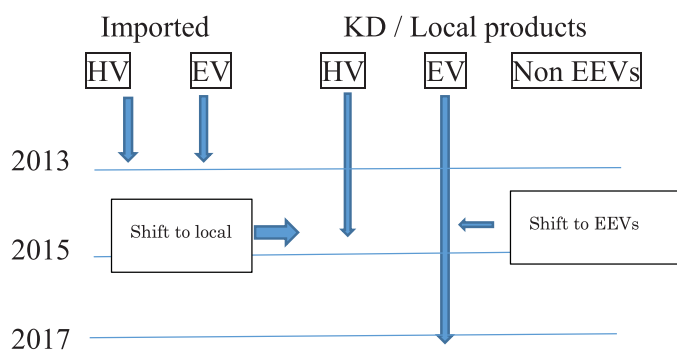 Imported KD / Local products
HV EV HV EV Non EEVs
2013
Shift to local Shift to EEVs
2015
2017